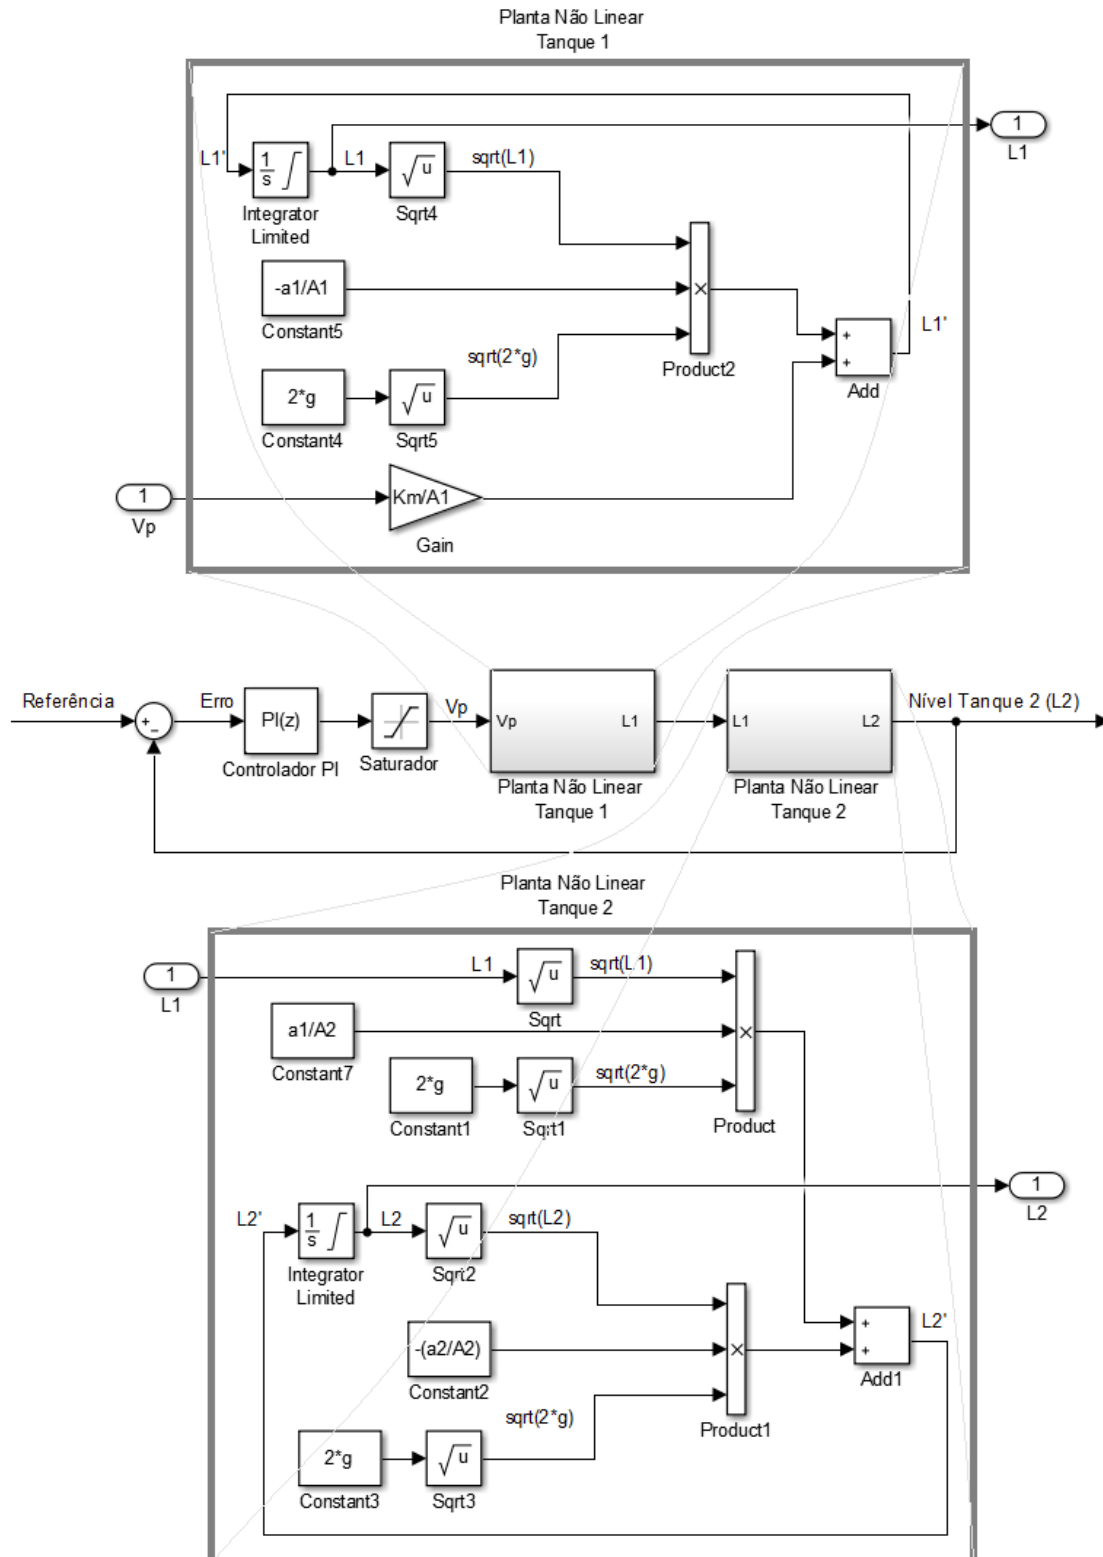 Planta Não Linear
Tanque 1
1
L1
L1'
1
s
L1
√u
sqrt(L1)
Integrator
Limited
Sqrt4
-a1/A1
Constant5
×
sqrt(2*g)
Product2
+
+
L1'
Add
2*g
Constant4
√u
Sqrt5
1
Vp
Km/A1
Gain
Referência
+
−
Erro
PI(z)
Controlador PI
Saturador
Vp
Vp
L1
Planta Não Linear
Tanque 1
L1
L2
Planta Não Linear
Tanque 2
Nível Tanque 2 (L2)
Planta Não Linear
Tanque 2
1
L1
L1
√u
sqrt(L1)
Sqrt
a1/A2
Constant7
×
2*g
Constant1
√u
Sqrt1
sqrt(2*g)
Product
1
L2
L2'
1
s
L2
√u
sqrt(L2)
Integrator
Limited
Sqrt2
-(a2/A2)
Constant2
×
Product1
+
+
L2'
Add1
sqrt(2*g)
2*g
Constant3
√u
Sqrt3